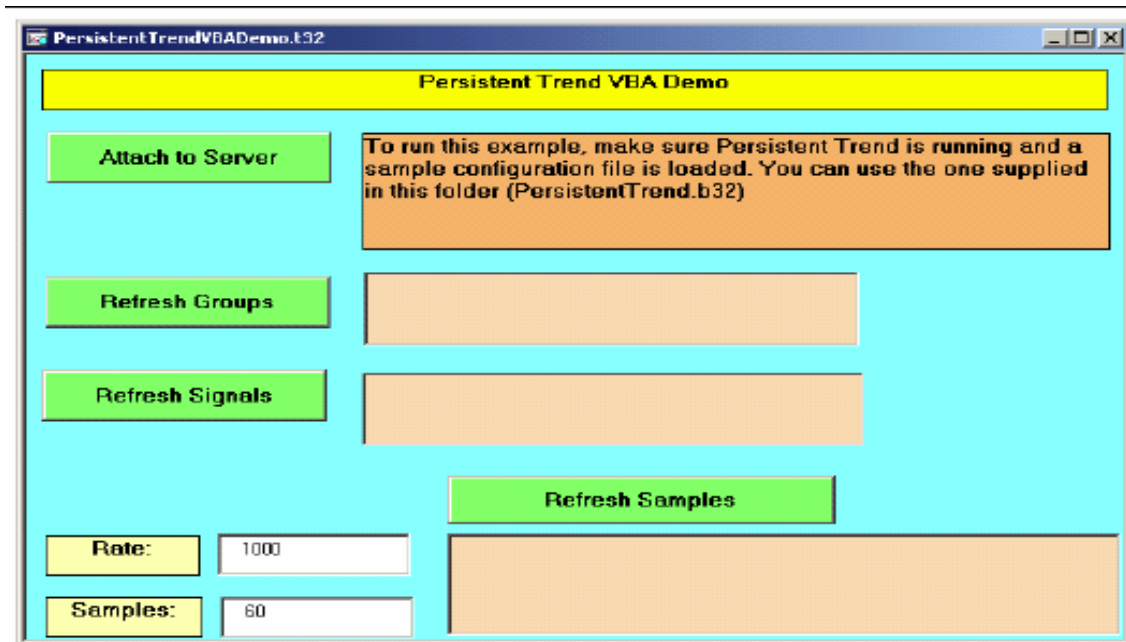 PersistentTrendVBADemo.t32
Persistent Trend VBA Demo
Attach to Server
To run this example, make sure Persistent Trend is running and a
sample configuration file is loaded. You can use the one supplied
in this folder (PersistentTrend.b32)
Refresh Groups
Refresh Signals
Refresh Samples
Rate: 1000
Samples: 60